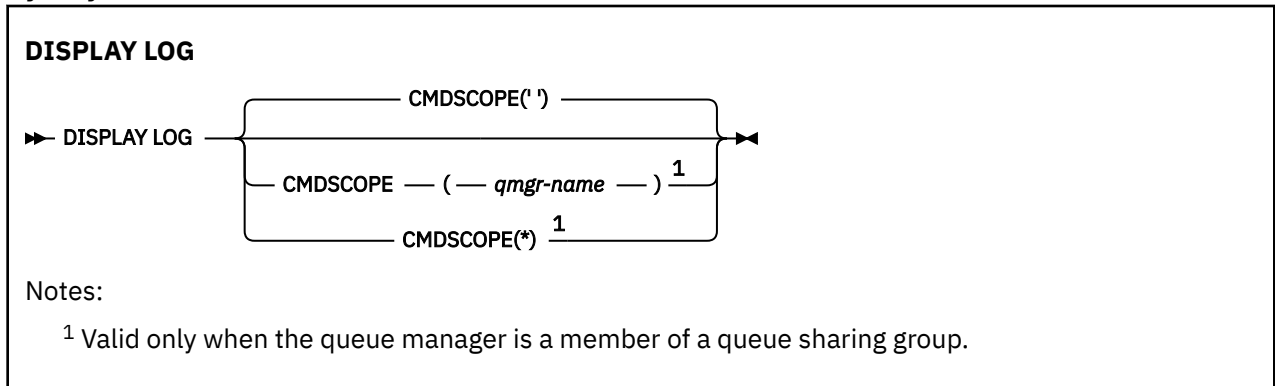 DISPLAY LOG
CMDSCOPE(' ')
DISPLAY LOG
CMDSCOPE ( qmgr-name ) 1
CMDSCOPE(*) 1
Notes:
1 Valid only when the queue manager is a member of a queue sharing group.